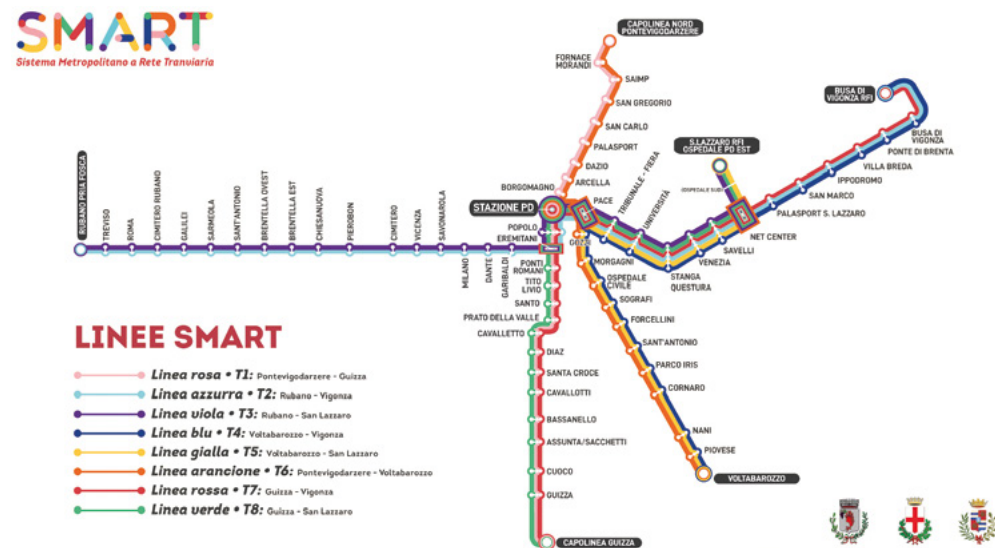 SMART
Sistema Metropolitano a Rete Tranviaria
CAPOLINEA NORD
PONTEVIGODARZERE
FORNACE
MORANDI
SAIMP
SAN GREGORIO
SAN CARLO
PALASPORT
DAZIO
ARCELLA
BORGOMAGNO
STAZIONE PD
PACE
TRIBUNALE - FIERA
UNIVERSITÀ
S.LAZZARO RFI
OSPEDALE PD EST
BUSA DI
VIGONZA RFI
BUSA DI
VIGONZA
PONTE DI BRENTA
VILLA BREDA
IPPODROMO
SAN MARCO
PALASPORT S. LAZZARO
NET CENTER
SAVELLI
VENEZIA
STANGA
QUESTURA
RUBANO PRIA FOSCA
TREVISO
ROMA
CIMITERO RUBANO
GALILEI
SARMEOLA
SANT'ANTONIO
BRENTELLA OVEST
BRENTELLA EST
CHIESANUOVA
PIEROBON
CIMITERO
VICENZA
SAVONAROLA
MILANO
DANTE
GARIBALDI
POPOLO
EREMITANI
PONTI
ROMANI
TITO
LIVIO
SANTO
PRATO DELLA VALLE
CAVALLETTO
DIAZ
SANTA CROCE
CAVALLOTTI
BASSANELLO
ASSUNTA/SACCHETTI
CUOCO
GUIZZA
CAPOLINEA GUIZZA
GOZZI
MORGAGNI
OSPEDALE
CIVILE
SOGRAFI
FORCELLINI
SANT'ANTONIO
PARCO IRIS
CORNARO
NANI
PIOVESE
VOLTABAROZZO
LINEE SMART
Linea rosa • T1: Pontevigodarzere - Guizza
Linea azzurra • T2: Rubano - Vigonza
Linea viola • T3: Rubano - San Lazzaro
Linea blu • T4: Voltabarozzo - Vigonza
Linea gialla • T5: Voltabarozzo - San Lazzaro
Linea arancione • T6: Pontevigodarzere - Voltabarozzo
Linea rossa • T7: Guizza - Vigonza
Linea verde • T8: Guizza - San Lazzaro